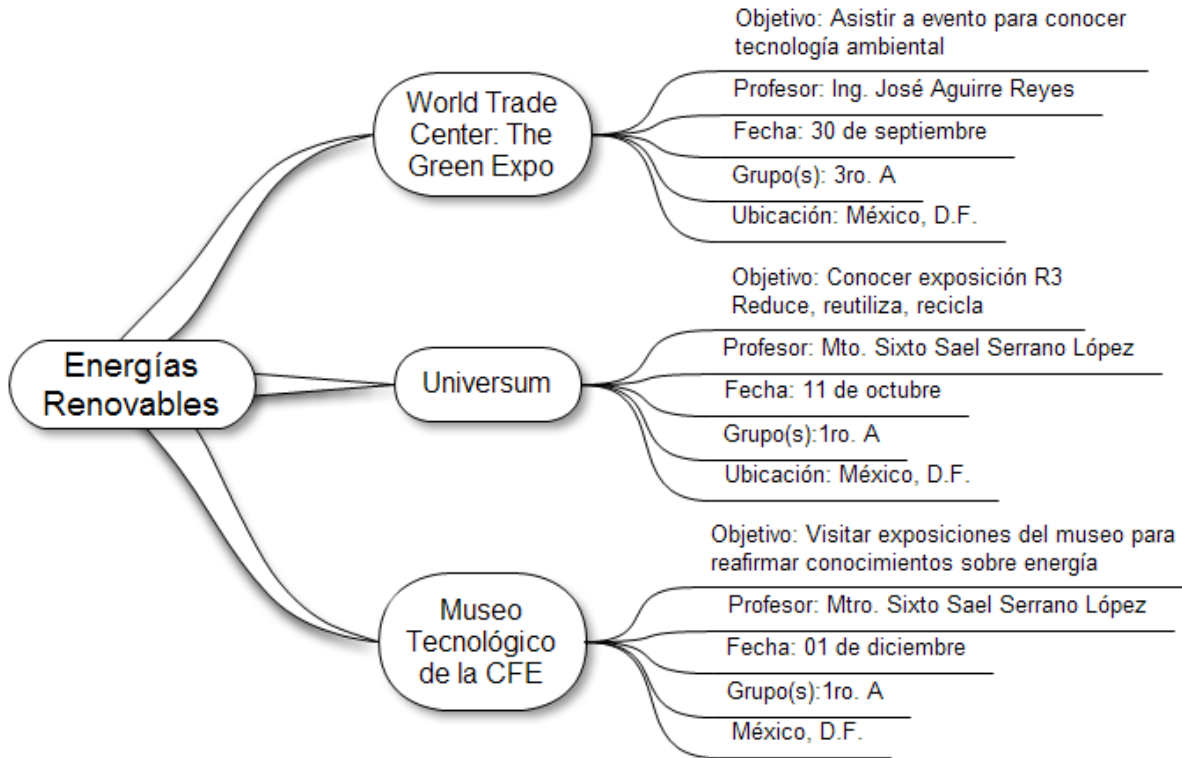 Energías
Renovables
World Trade
Center: The
Green Expo
Objetivo: Asistir a evento para conocer
tecnología ambiental
Profesor: Ing. José Aguirre Reyes
Fecha: 30 de septiembre
Grupo(s): 3ro. A
Ubicación: México, D.F.
Universum
Objetivo: Conocer exposición R3
Reduce, reutiliza, recicla
Profesor: Mto. Sixto Sael Serrano López
Fecha: 11 de octubre
Grupo(s):1ro. A
Ubicación: México, D.F.
Museo
Tecnológico
de la CFE
Objetivo: Visitar exposiciones del museo para
reafirmar conocimientos sobre energía
Profesor: Mtro. Sixto Sael Serrano López
Fecha: 01 de diciembre
Grupo(s):1ro. A
México, D.F.